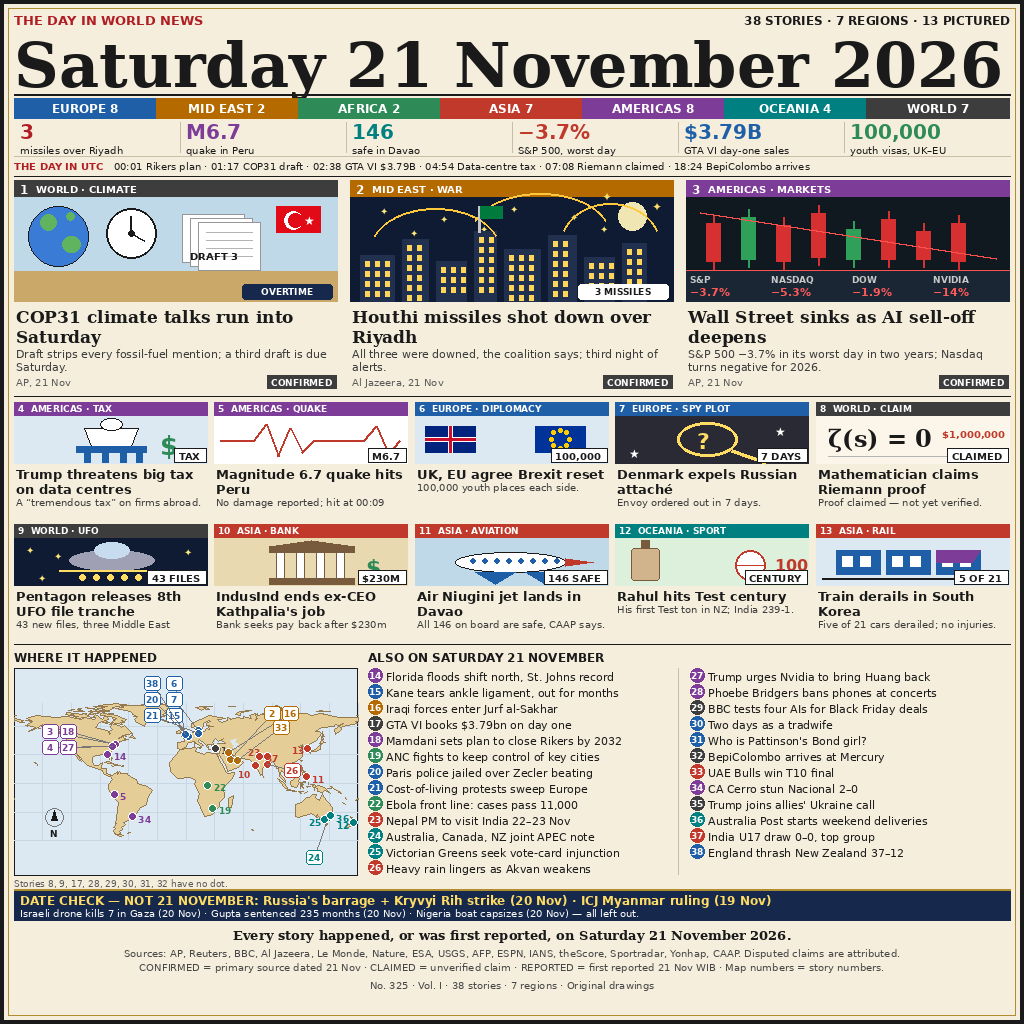 THE DAY IN WORLD NEWS
38 STORIES · 7 REGIONS · 13 PICTURED
Saturday 21 November 2026
EUROPE 8
MID EAST 2
AFRICA 2
ASIA 7
AMERICAS 8
OCEANIA 4
WORLD 7
3
missiles over Riyadh
M6.7
quake in Peru
146
safe in Davao
−3.7%
S&P 500, worst day
$3.79B
GTA VI day-one sales
100,000
youth visas, UK–EU
THE DAY IN UTC 00:01 Rikers plan · 01:17 COP31 draft · 02:38 GTA VI $3.79B · 04:54 Data-centre tax · 07:08 Riemann claimed · 18:24 BepiColombo arrives
1 WORLD · CLIMATE
DRAFT 3
OVERTIME
COP31 climate talks run into
Saturday
Draft strips every fossil-fuel mention; a third draft is due
Saturday.
AP, 21 Nov
CONFIRMED
2 MID EAST · WAR
3 MISSILES
Houthi missiles shot down over
Riyadh
All three were downed, the coalition says; third night of
alerts.
Al Jazeera, 21 Nov
CONFIRMED
3 AMERICAS · MARKETS
S&P
NASDAQ
DOW
NVIDIA
−3.7%
−5.3%
−1.9%
−14%
Wall Street sinks as AI sell-off
deepens
S&P 500 −3.7% in its worst day in two years; Nasdaq
turns negative for 2026.
AP, 21 Nov
CONFIRMED
4 AMERICAS · TAX
$
TAX
Trump threatens big tax
on data centres
A “tremendous tax” on firms abroad.
5 AMERICAS · QUAKE
M6.7
Magnitude 6.7 quake hits
Peru
No damage reported; hit at 00:09
6 EUROPE · DIPLOMACY
100,000
UK, EU agree Brexit reset
100,000 youth places each side.
7 EUROPE · SPY PLOT
?
7 DAYS
Denmark expels Russian
attaché
Envoy ordered out in 7 days.
8 WORLD · CLAIM
ζ(s) = 0
$1,000,000
CLAIMED
Mathematician claims
Riemann proof
Proof claimed — not yet verified.
9 WORLD · UFO
43 FILES
Pentagon releases 8th
UFO file tranche
43 new files, three Middle East
10 ASIA · BANK
$
$230M
IndusInd ends ex-CEO
Kathpalia's job
Bank seeks pay back after $230m
11 ASIA · AVIATION
146 SAFE
Air Niugini jet lands in
Davao
All 146 on board are safe, CAAP says.
12 OCEANIA · SPORT
100
CENTURY
Rahul hits Test century
His first Test ton in NZ; India 239-1.
13 ASIA · RAIL
5 OF 21
Train derails in South
Korea
Five of 21 cars derailed; no injuries.
WHERE IT HAPPENED
38 6
20 7
21 15
2 16
33
3 18
4 27
14
5
34
22
19
10
13
26
11
25
36
12
24
N
Stories 8, 9, 17, 28, 29, 30, 31, 32 have no dot.
ALSO ON SATURDAY 21 NOVEMBER
14 Florida floods shift north, St. Johns record
15 Kane tears ankle ligament, out for months
16 Iraqi forces enter Jurf al-Sakhar
17 GTA VI books $3.79bn on day one
18 Mamdani sets plan to close Rikers by 2032
19 ANC fights to keep control of key cities
20 Paris police jailed over Zecler beating
21 Cost-of-living protests sweep Europe
22 Ebola front line: cases pass 11,000
23 Nepal PM to visit India 22–23 Nov
24 Australia, Canada, NZ joint APEC note
25 Victorian Greens seek vote-card injunction
26 Heavy rain lingers as Akvan weakens
27 Trump urges Nvidia to bring Huang back
28 Phoebe Bridgers bans phones at concerts
29 BBC tests four AIs for Black Friday deals
30 Two days as a tradwife
31 Who is Pattinson's Bond girl?
32 BepiColombo arrives at Mercury
33 UAE Bulls win T10 final
34 CA Cerro stun Nacional 2–0
35 Trump joins allies' Ukraine call
36 Australia Post starts weekend deliveries
37 India U17 draw 0–0, top group
38 England thrash New Zealand 37–12
DATE CHECK — NOT 21 NOVEMBER: Russia's barrage + Kryvyi Rih strike (20 Nov) · ICJ Myanmar ruling (19 Nov)
Israeli drone kills 7 in Gaza (20 Nov) · Gupta sentenced 235 months (20 Nov) · Nigeria boat capsizes (20 Nov) — all left out.
Every story happened, or was first reported, on Saturday 21 November 2026.
Sources: AP, Reuters, BBC, Al Jazeera, Le Monde, Nature, ESA, USGS, AFP, ESPN, IANS, theScore, Sportradar, Yonhap, CAAP. Disputed claims are attributed.
CONFIRMED = primary source dated 21 Nov · CLAIMED = unverified claim · REPORTED = first reported 21 Nov WIB · Map numbers = story numbers.
No. 325 · Vol. I · 38 stories · 7 regions · Original drawings